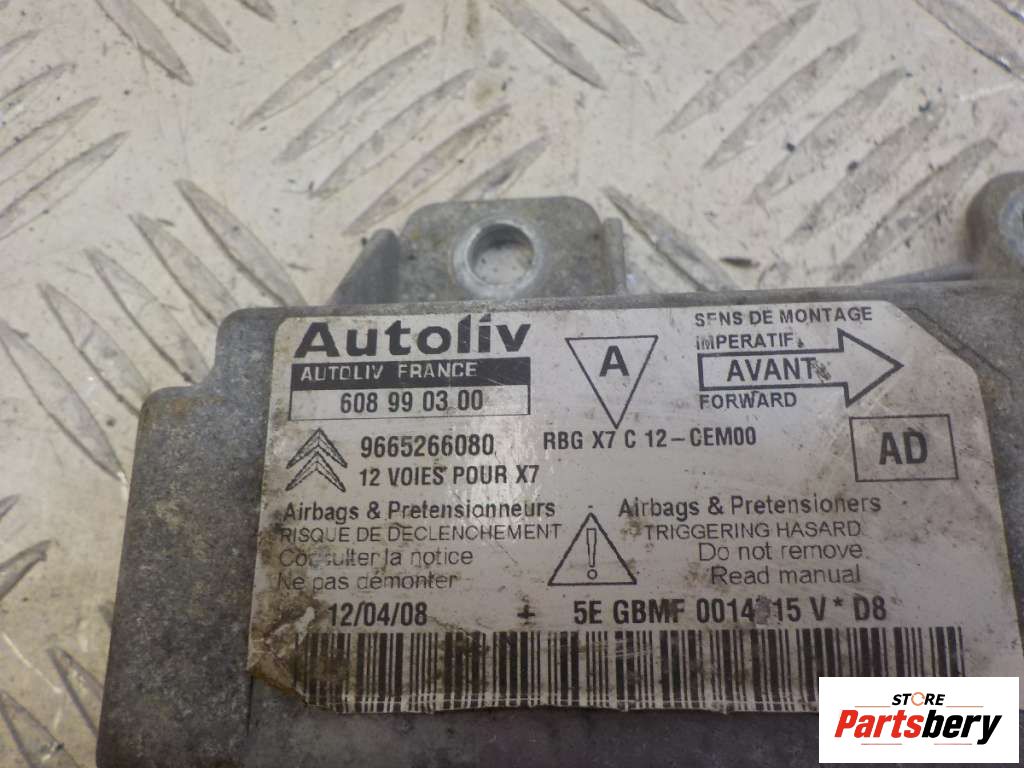 Autoliv
AUTOLIV FRANCE
608 99 03 00
A
SENS DE MONTAGE
IMPERATIF
AVANT
FORWARD
9665266080
RBG X7 C 12-CEM00
12 VOIES POUR X7
AD
Airbags & Pretensionneurs
RISQUE DE DECLENCHEMENT
Consulter la notice
Ne pas démonter
!
Airbags & Pretensioners
TRIGGERING HASARD
Do not remove
Read manual
12/04/08 + 5E GBMF V * D8
STORE
Partsbery